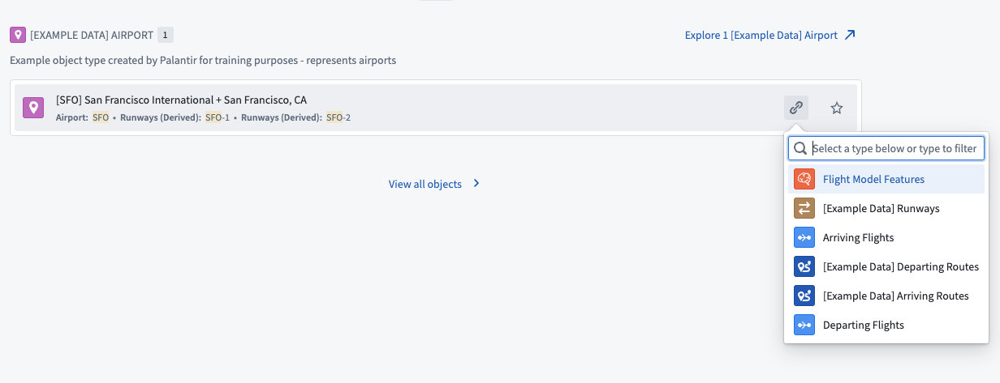 [EXAMPLE DATA] AIRPORT 1
Explore 1 [Example Data] Airport
Example object type created by Palantir for training purposes - represents airports
[SFO] San Francisco International + San Francisco, CA
Airport: SFO • Runways (Derived): SFO-1 • Runways (Derived): SFO-2
View all objects
Select a type below or type to filter
Flight Model Features
[Example Data] Runways
Arriving Flights
[Example Data] Departing Routes
[Example Data] Arriving Routes
Departing Flights